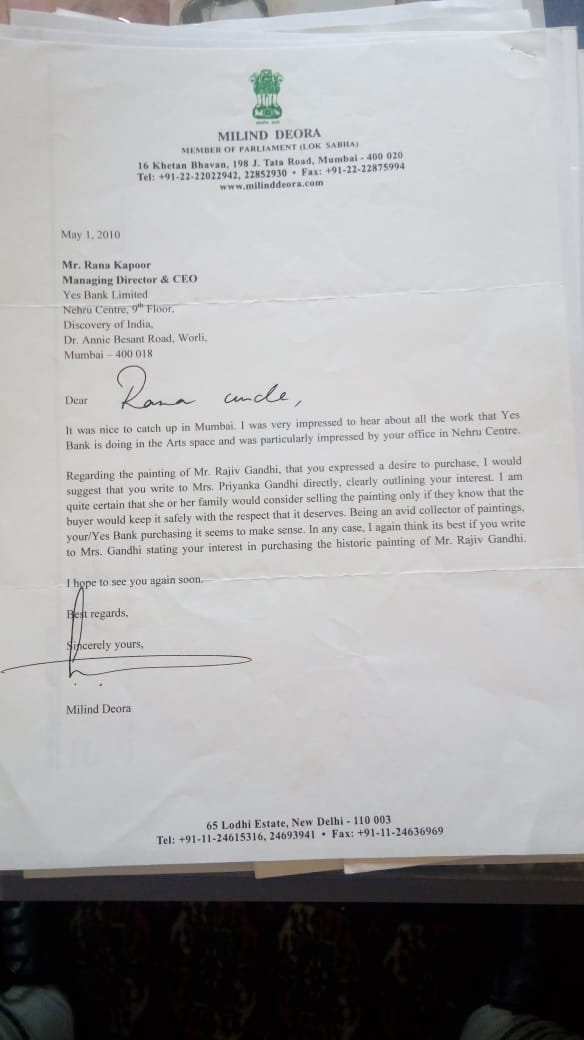 MILIND DEORA
MEMBER OF PARLIAMENT (LOK SABHA)
16 Khetan Bhavan, 198 J. Tata Road, Mumbai - 400 020
Tel: +91-22-22022942, 22852930 • Fax: +91-22-22875994
www.milinddeora.com
May 1, 2010
Mr. Rana Kapoor
Managing Director & CEO
Yes Bank Limited
Nehru Centre, 9th Floor,
Discovery of India,
Dr. Annie Besant Road, Worli,
Mumbai – 400 018
Dear Rana uncle,
It was nice to catch up in Mumbai. I was very impressed to hear about all the work that Yes
Bank is doing in the Arts space and was particularly impressed by your office in Nehru Centre.
Regarding the painting of Mr. Rajiv Gandhi, that you expressed a desire to purchase, I would
suggest that you write to Mrs. Priyanka Gandhi directly, clearly outlining your interest. I am
quite certain that she or her family would consider selling the painting only if they know that the
buyer would keep it safely with the respect that it deserves. Being an avid collector of paintings,
your/Yes Bank purchasing it seems to make sense. In any case, I again think its best if you write
to Mrs. Gandhi stating your interest in purchasing the historic painting of Mr. Rajiv Gandhi.
I hope to see you again soon.
Best regards,
Sincerely yours,
Milind Deora
65 Lodhi Estate, New Delhi - 110 003
Tel: +91-11-24615316, 24693941 • Fax: +91-11-24636969